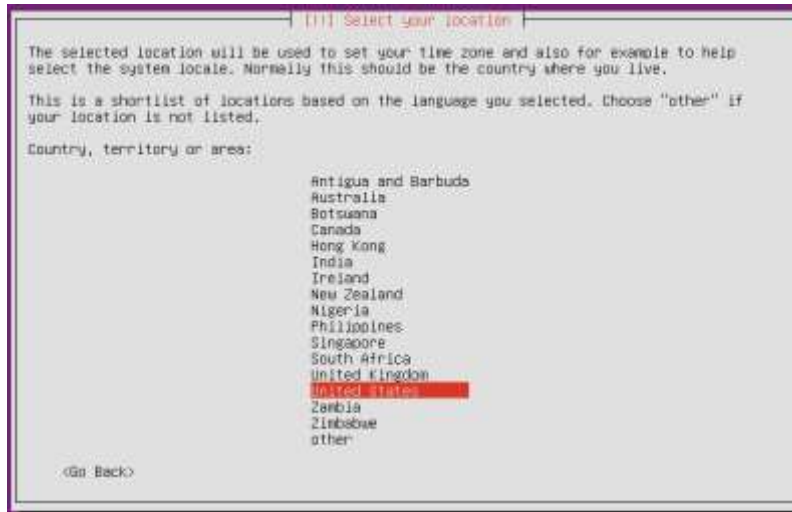 [!!] Select your location
The selected location will be used to set your time zone and also for example to help
select the system locale. Normally this should be the country where you live.
This is a shortlist of locations based on the language you selected. Choose "other" if
your location is not listed.
Country, territory or area:
Antigua and Barbuda
Australia
Botswana
Canada
Hong Kong
India
Ireland
New Zealand
Nigeria
Philippines
Singapore
South Africa
United Kingdom
United States
Zambia
Zimbabwe
other
<Go Back>